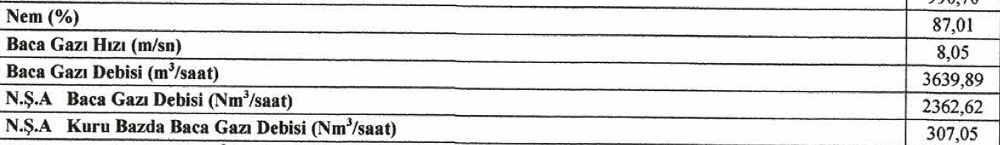 Nem (%) 87,01
Baca Gazı Hızı (m/sn) 8,05
Baca Gazı Debisi (m³/saat) 3639,89
N.Ş.A Baca Gazı Debisi (Nm³/saat) 2362,62
N.Ş.A Kuru Bazda Baca Gazı Debisi (Nm³/saat) 307,05